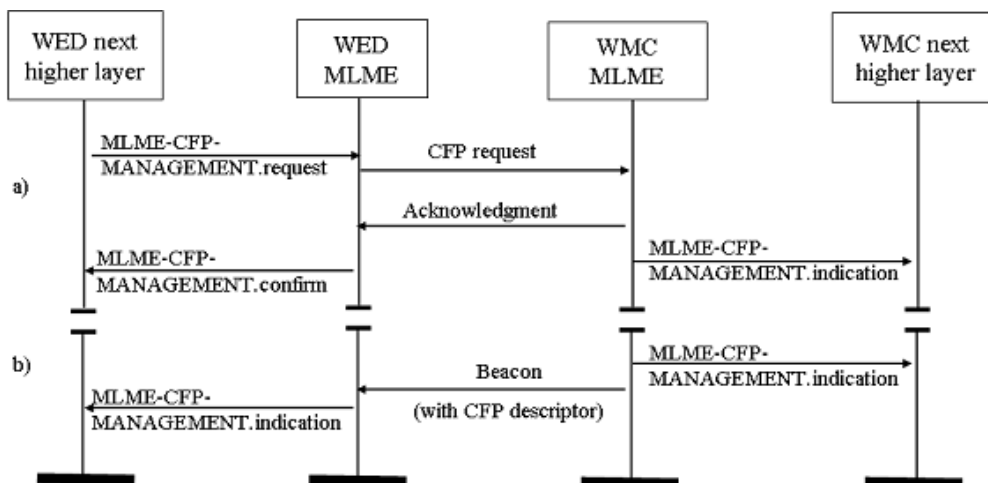 WED next
higher layer
WED
MLME
WMC
MLME
WMC next
higher layer
a)
MLME-CFP-
MANAGEMENT.request
CFP request
Acknowledgment
MLME-CFP-
MANAGEMENT.confirm
MLME-CFP-
MANAGEMENT.indication
b)
MLME-CFP-
MANAGEMENT.indication
Beacon
(with CFP descriptor)
MLME-CFP-
MANAGEMENT.indication